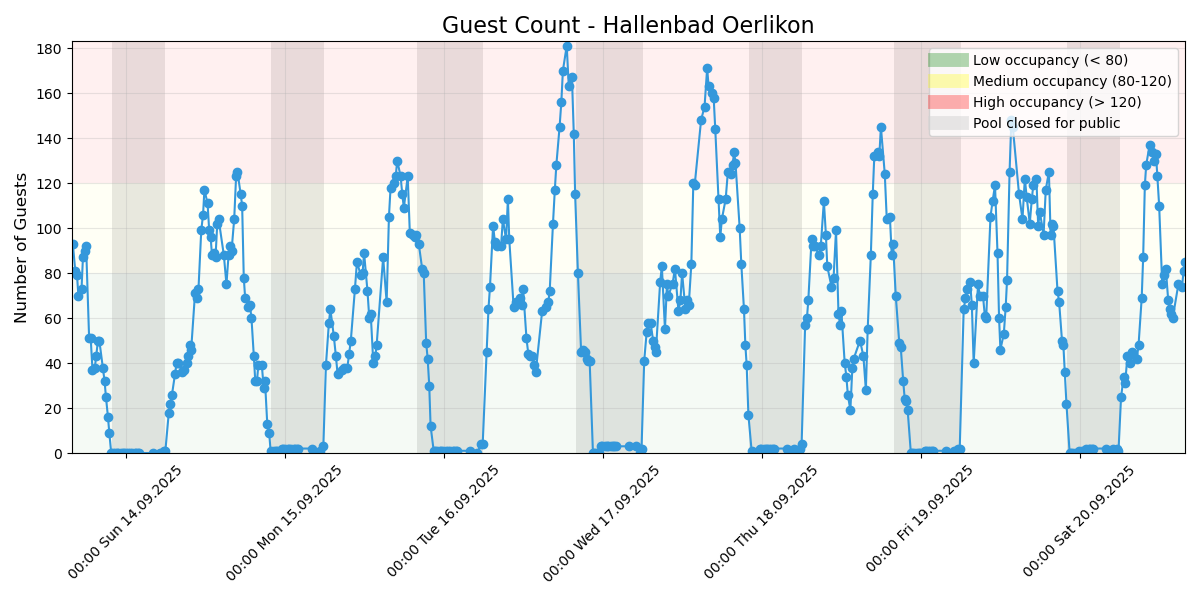 Guest Count - Hallenbad Oerlikon
Number of Guests
180
160
140
120
100
80
60
40
20
0
Low occupancy (< 80)
Medium occupancy (80-120)
High occupancy (> 120)
Pool closed for public
00:00 Sun 14.09.2025
00:00 Mon 15.09.2025
00:00 Tue 16.09.2025
00:00 Wed 17.09.2025
00:00 Thu 18.09.2025
00:00 Fri 19.09.2025
00:00 Sat 20.09.2025